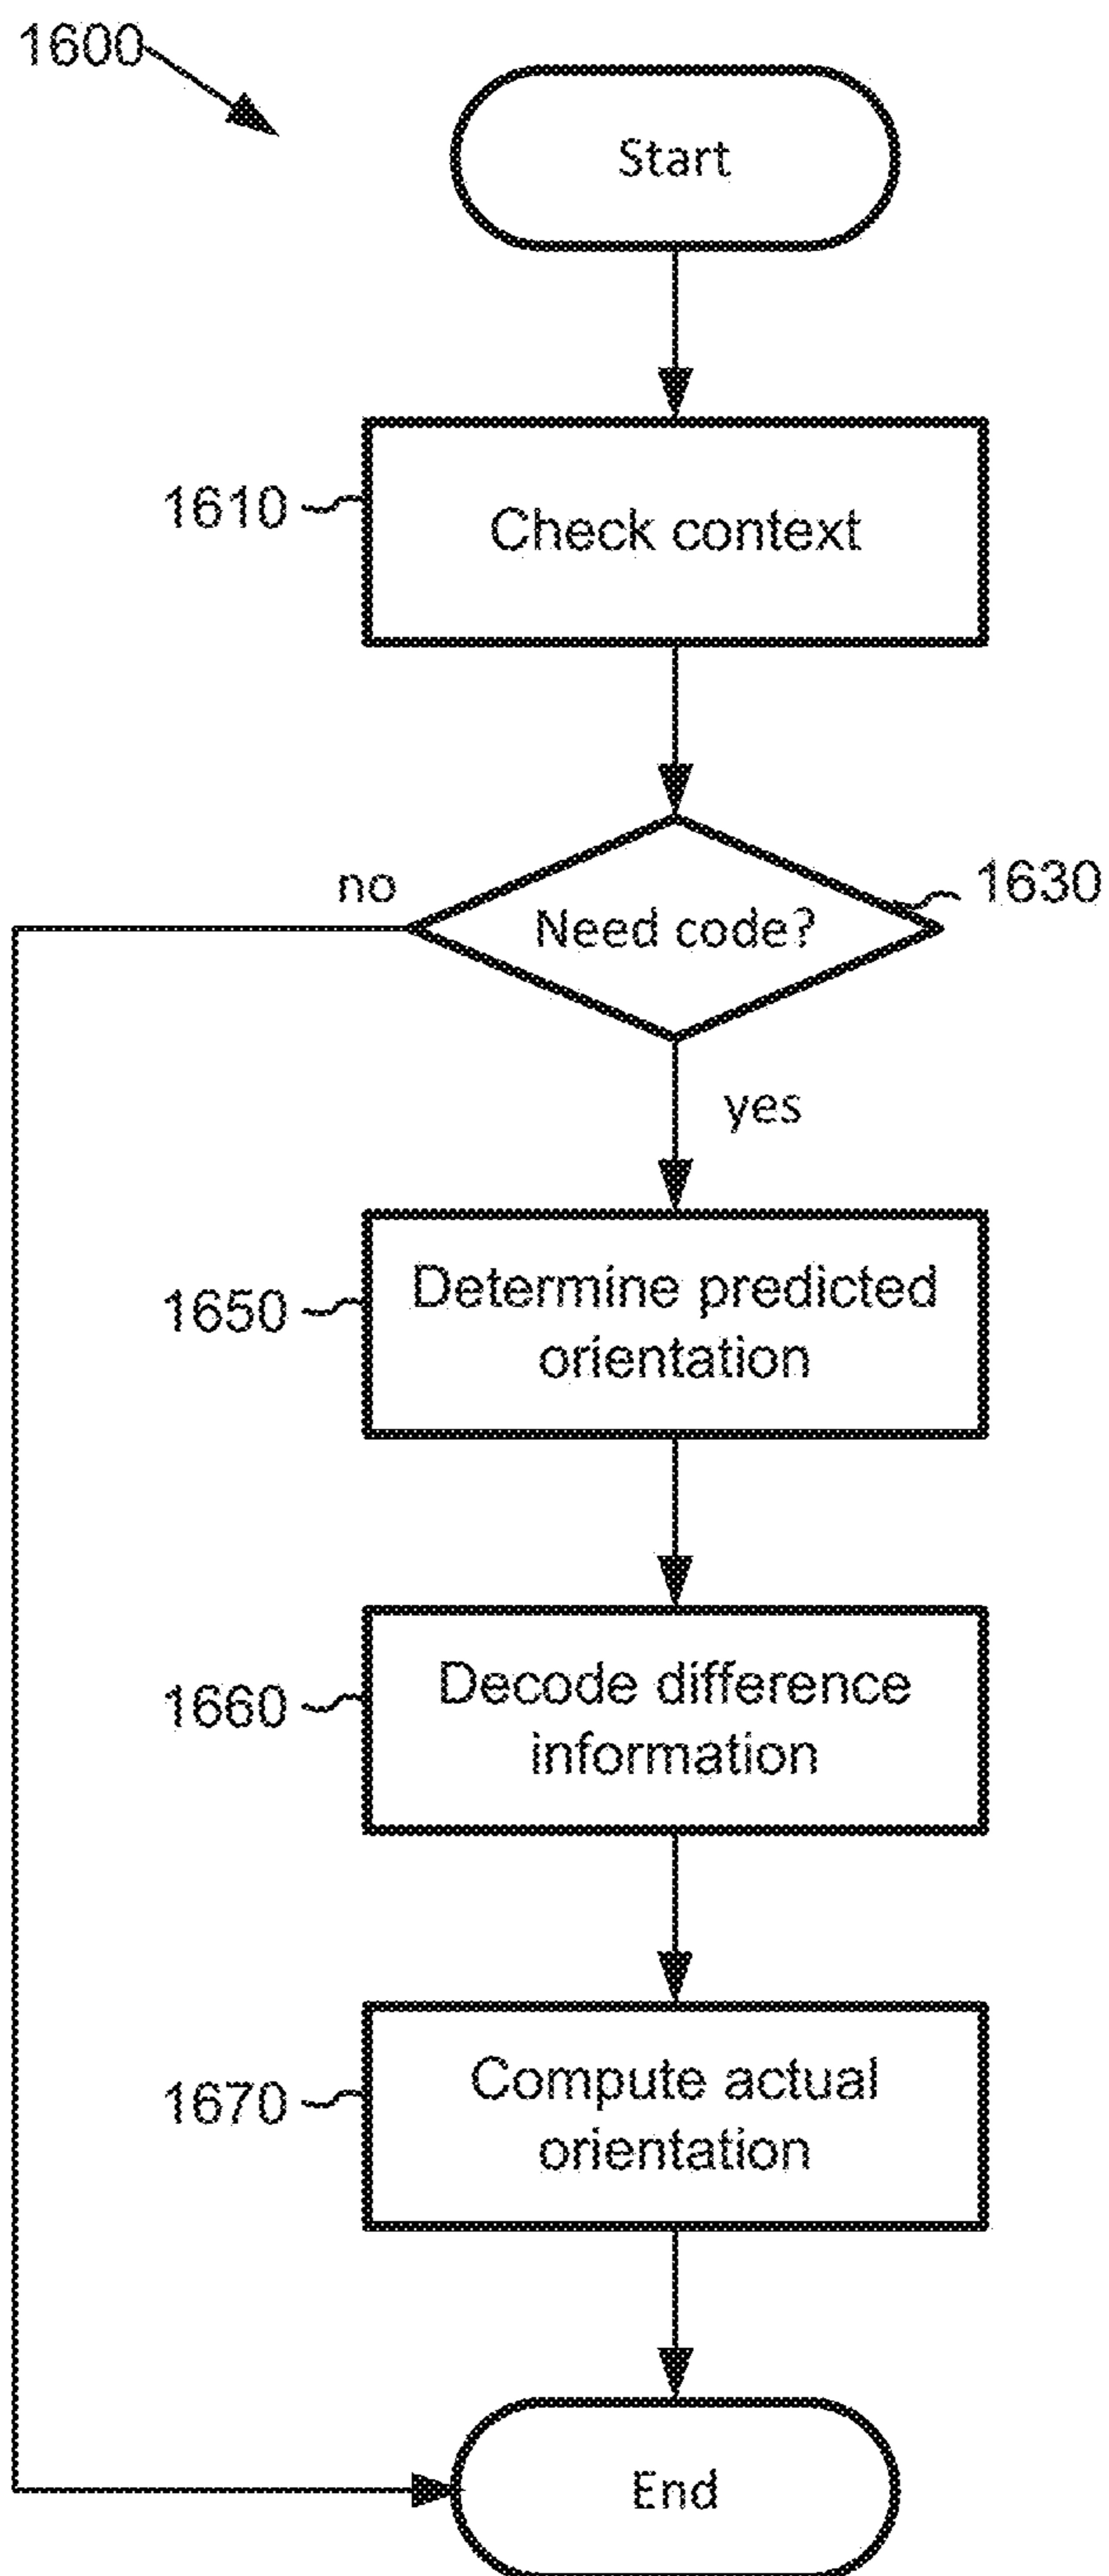 1600
Start
1610
Check context
no
1630
Need code?
yes
1650
Determine predicted
orientation
1660
Decode difference
information
1670
Compute actual
orientation
End